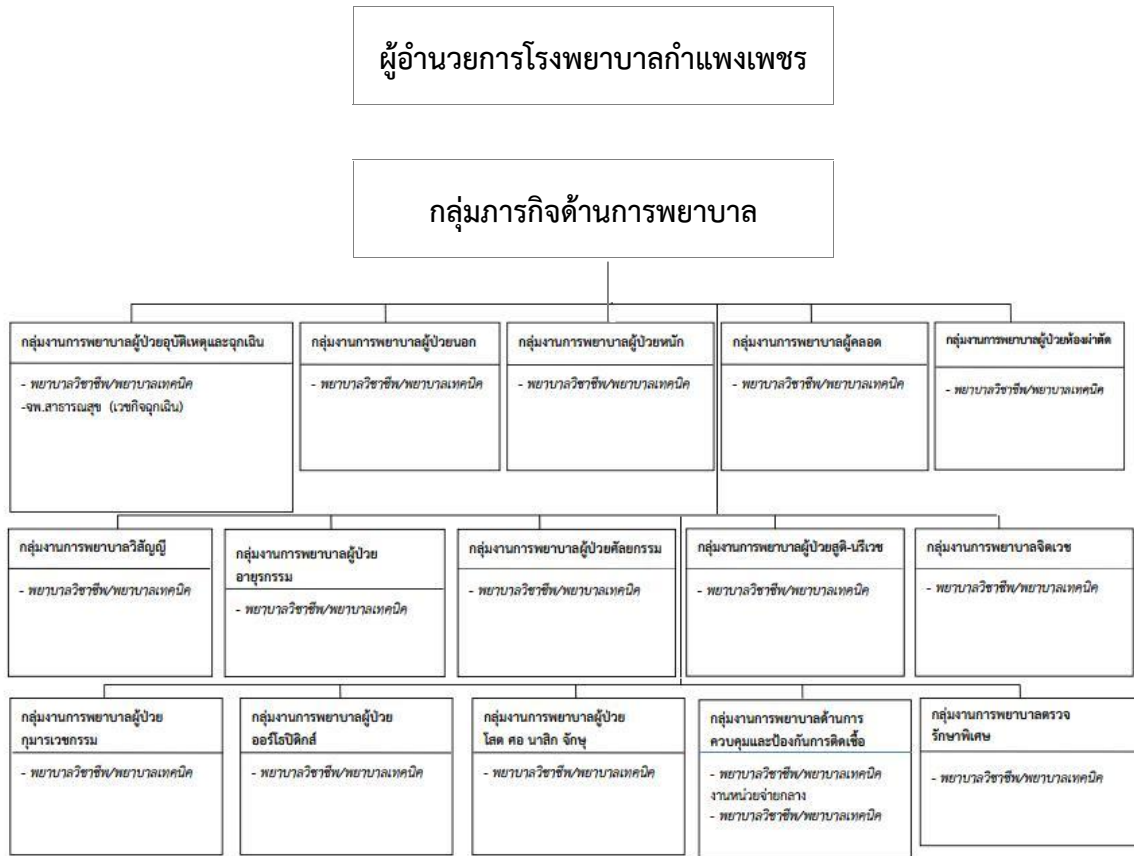 ผู้อำนวยการโรงพยาบาลกำแพงเพชร
กลุ่มภารกิจด้านการพยาบาล
กลุ่มงานการพยาบาลผู้ป่วยอุบัติเหตุและฉุกเฉิน
- พยาบาลวิชาชีพ/พยาบาลเทคนิค
-จพ.สาธารณสุข (เวชกิจฉุกเฉิน)
กลุ่มงานการพยาบาลผู้ป่วยนอก
- พยาบาลวิชาชีพ/พยาบาลเทคนิค
กลุ่มงานการพยาบาลผู้ป่วยหนัก
- พยาบาลวิชาชีพ/พยาบาลเทคนิค
กลุ่มงานการพยาบาลผู้คลอด
- พยาบาลวิชาชีพ/พยาบาลเทคนิค
กลุ่มงานการพยาบาลผู้ป่วยห้องผ่าตัด
- พยาบาลวิชาชีพ/พยาบาลเทคนิค
กลุ่มงานการพยาบาลวิสัญญี
- พยาบาลวิชาชีพ/พยาบาลเทคนิค
กลุ่มงานการพยาบาลผู้ป่วย
อายุรกรรม
- พยาบาลวิชาชีพ/พยาบาลเทคนิค
กลุ่มงานการพยาบาลผู้ป่วยศัลยกรรม
- พยาบาลวิชาชีพ/พยาบาลเทคนิค
กลุ่มงานการพยาบาลผู้ป่วยสูติ-นรีเวช
- พยาบาลวิชาชีพ/พยาบาลเทคนิค
กลุ่มงานการพยาบาลจิตเวช
- พยาบาลวิชาชีพ/พยาบาลเทคนิค
กลุ่มงานการพยาบาลผู้ป่วย
กุมารเวชกรรม
- พยาบาลวิชาชีพ/พยาบาลเทคนิค
กลุ่มงานการพยาบาลผู้ป่วย
ออร์โธปิดิกส์
- พยาบาลวิชาชีพ/พยาบาลเทคนิค
กลุ่มงานการพยาบาลผู้ป่วย
โสต ศอ นาสิก จักษุ
- พยาบาลวิชาชีพ/พยาบาลเทคนิค
กลุ่มงานการพยาบาลด้านการ
ควบคุมและป้องกันการติดเชื้อ
- พยาบาลวิชาชีพ/พยาบาลเทคนิค
งานหน่วยจ่ายกลาง
- พยาบาลวิชาชีพ/พยาบาลเทคนิค
กลุ่มงานการพยาบาลตรวจ
รักษาพิเศษ
- พยาบาลวิชาชีพ/พยาบาลเทคนิค